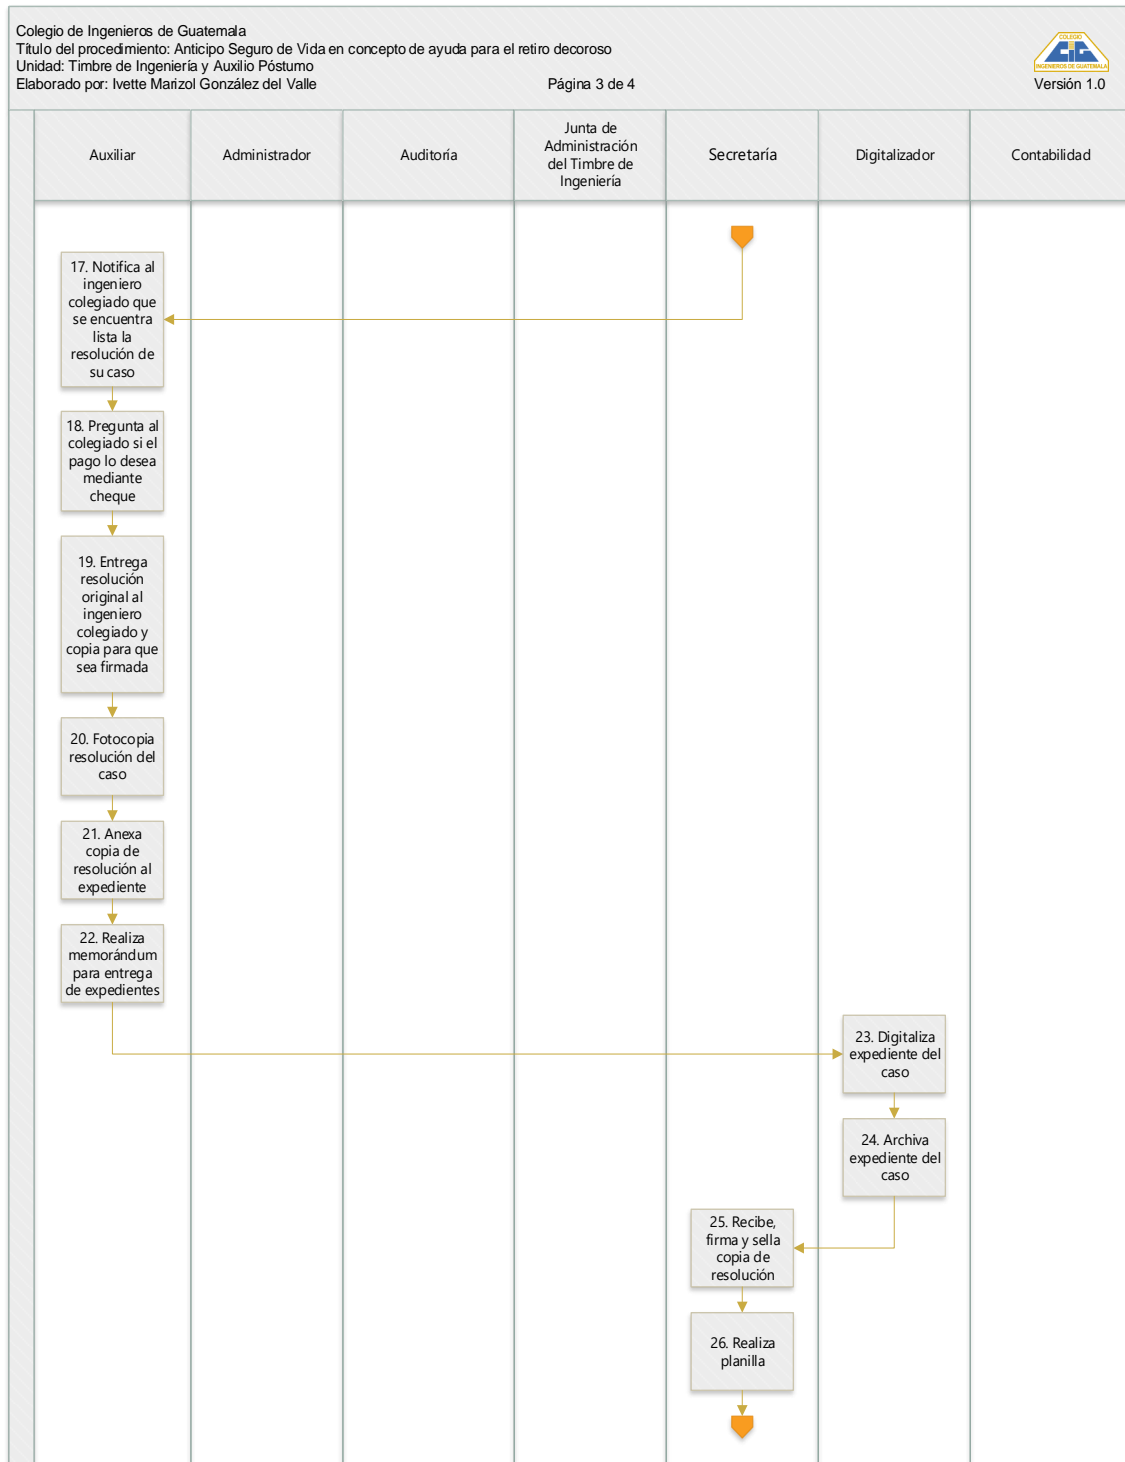 Colegio de Ingenieros de Guatemala
Título del procedimiento: Anticipo Seguro de Vida en concepto de ayuda para el retiro decoroso
Unidad: Timbre de Ingeniería y Auxilio Póstumo
Elaborado por: Ivette Marizol González del Valle
Página 3 de 4
COLEGIO
CIG
INGENIEROS DE GUATEMALA
Versión 1.0
Auxiliar
Administrador
Auditoría
Junta de
Administración
del Timbre de
Ingeniería
Secretaría
Digitalizador
Contabilidad
17. Notifica al
ingeniero
colegiado que
se encuentra
lista la
resolución de
su caso
18. Pregunta al
colegiado si el
pago lo desea
mediante
cheque
19. Entrega
resolución
original al
ingeniero
colegiado y
copia para que
sea firmada
20. Fotocopia
resolución del
caso
21. Anexa
copia de
resolución al
expediente
22. Realiza
memorándum
para entrega
de expedientes
23. Digitaliza
expediente del
caso
24. Archiva
expediente del
caso
25. Recibe,
firma y sella
copia de
resolución
26. Realiza
planilla